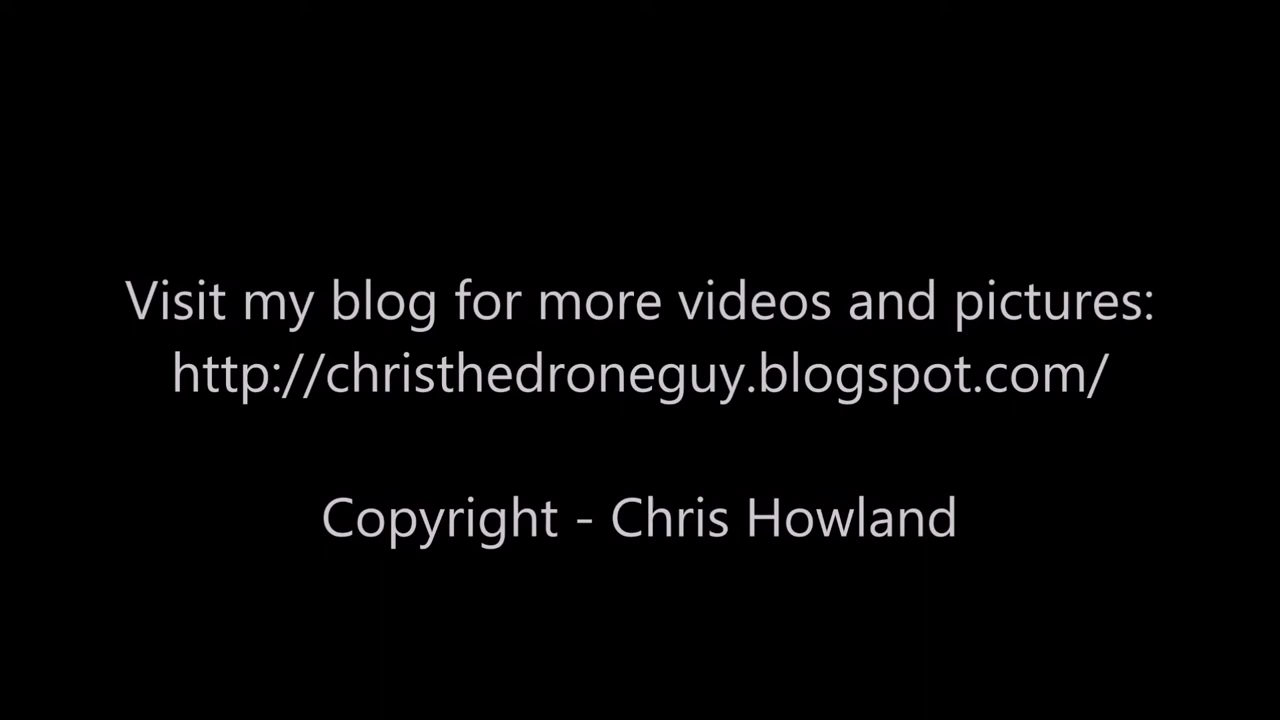 Visit my blog for more videos and pictures:
http://christhedroneguy.blogspot.com/
Copyright - Chris Howland